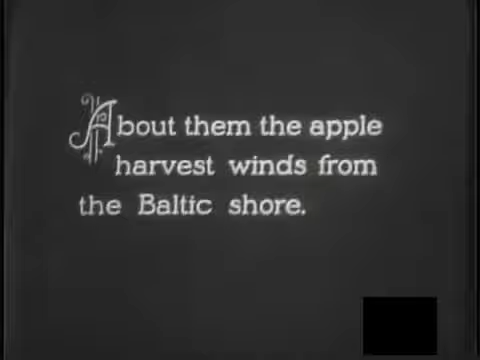 About them the apple
harvest winds from
the Baltic shore.